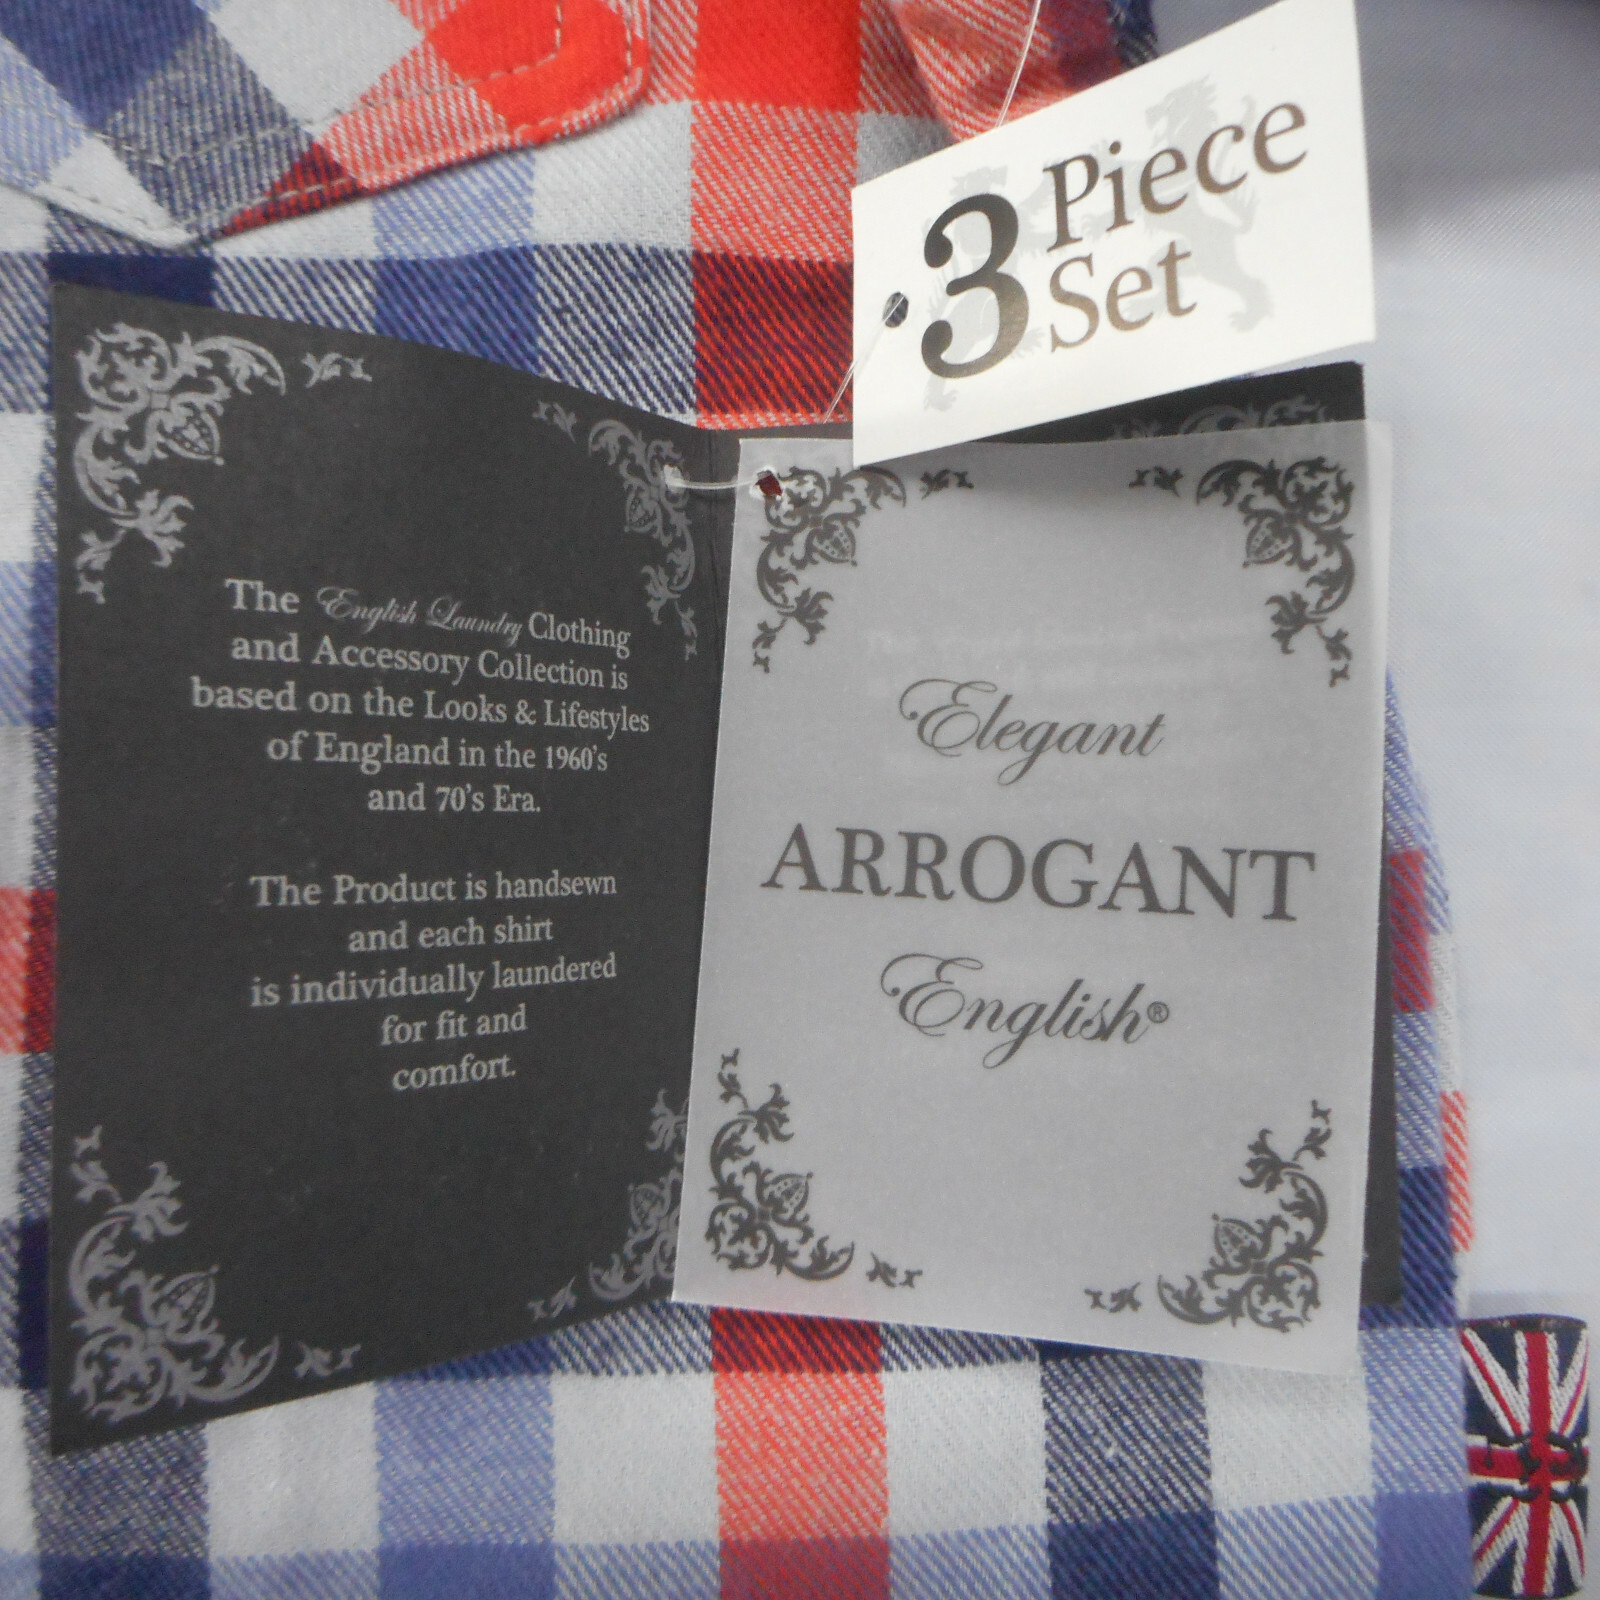 3 Piece
Set
The English Laundry Clothing
and Accessory Collection is
based on the Looks & Lifestyles
of England in the 1960's
and 70's Era.
The Product is handsewn
and each shirt
is individually laundered
for fit and
comfort.
Elegant
ARROGANT
English®